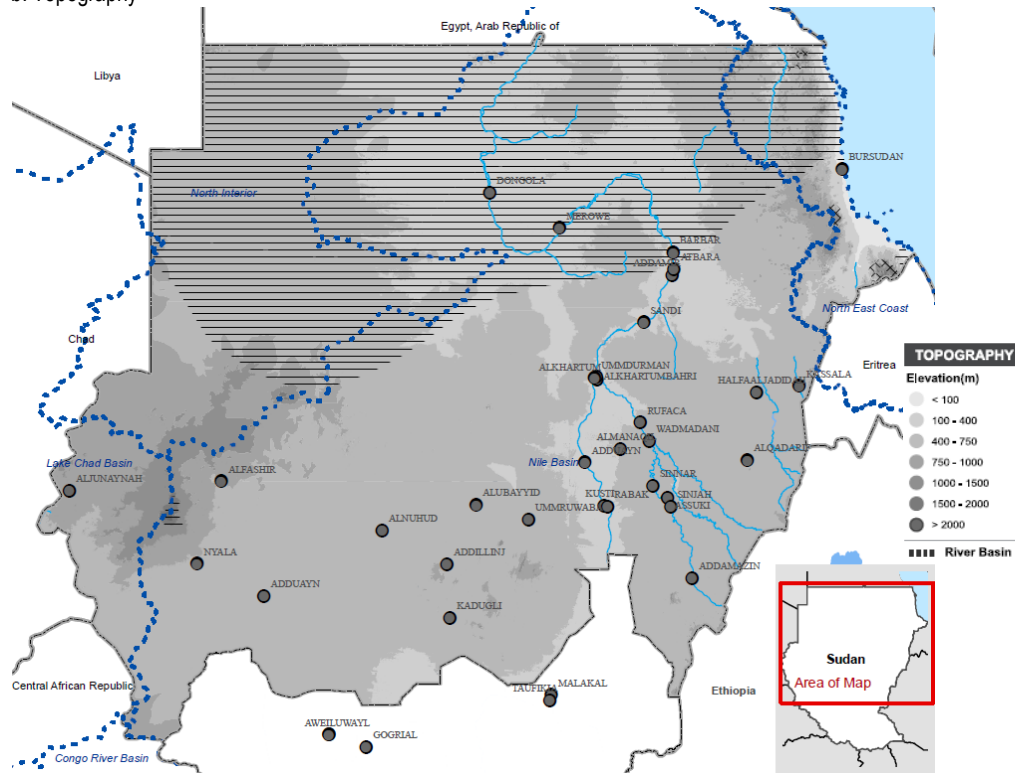 b. Topography
Egypt, Arab Republic of
Libya
BURSUDAN
North Interior
DONGOLA
MEROWE
BARBAR
ATBARA
North East Coast
SANDI
Chad
Eritrea
TOPOGRAPHY
Elevation(m)
< 100
100 - 400
400 - 750
750 - 1000
1000 - 1500
1500 - 2000
> 2000
River Basin
ALKHARTUM
UMMDURMAN
ALKHARTUMBAHRI
HALFAALJADIDAH
KASSALA
RUFACA
WADMADANI
ALQADARIF
Lake Chad Basin
Nile Basin
ALJUNAYNAH
ALFASHIR
SINNAR
SINJAH
ASSUKI
ALUBAYYID
UMMRUWABA
KUSTI
RABAK
ALNUHUD
NYALA
ADDILLINJ
ADDAMAZIN
ADDUAYN
KADUGLI
Sudan
Area of Map
Central African Republic
Ethiopia
TAUFIKIA
MALAKAL
AWEILUWAYL
GOGRIAL
Congo River Basin